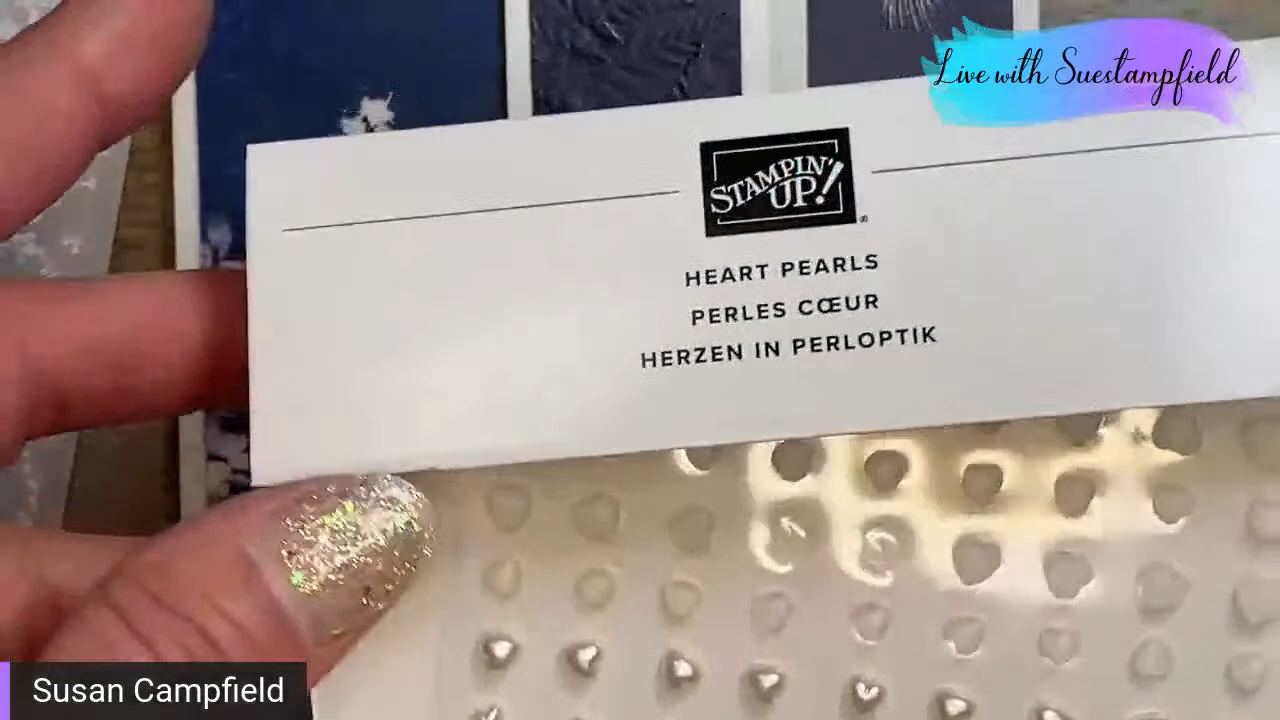 Live with Suestampfield
STAMPIN'
UP!
®
HEART PEARLS
PERLES CŒUR
HERZEN IN PERLOPTIK
Susan Campfield